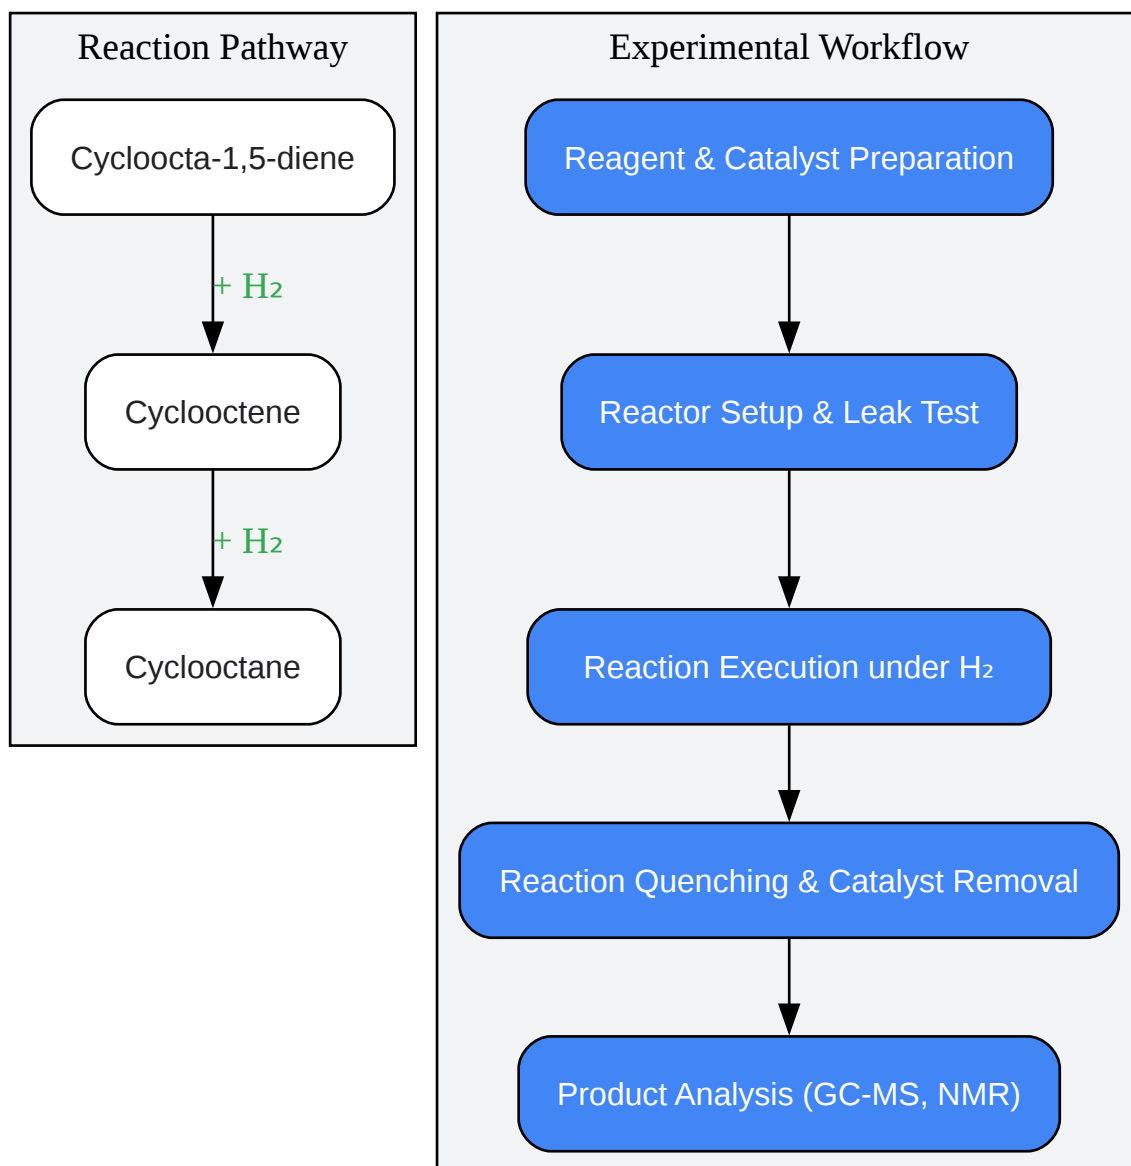 Reaction Pathway
Cycloocta-1,5-diene
+ H₂
Cyclooctene
+ H₂
Cyclooctane
Experimental Workflow
Reagent & Catalyst Preparation
Reactor Setup & Leak Test
Reaction Execution under H₂
Reaction Quenching & Catalyst Removal
Product Analysis (GC-MS, NMR)